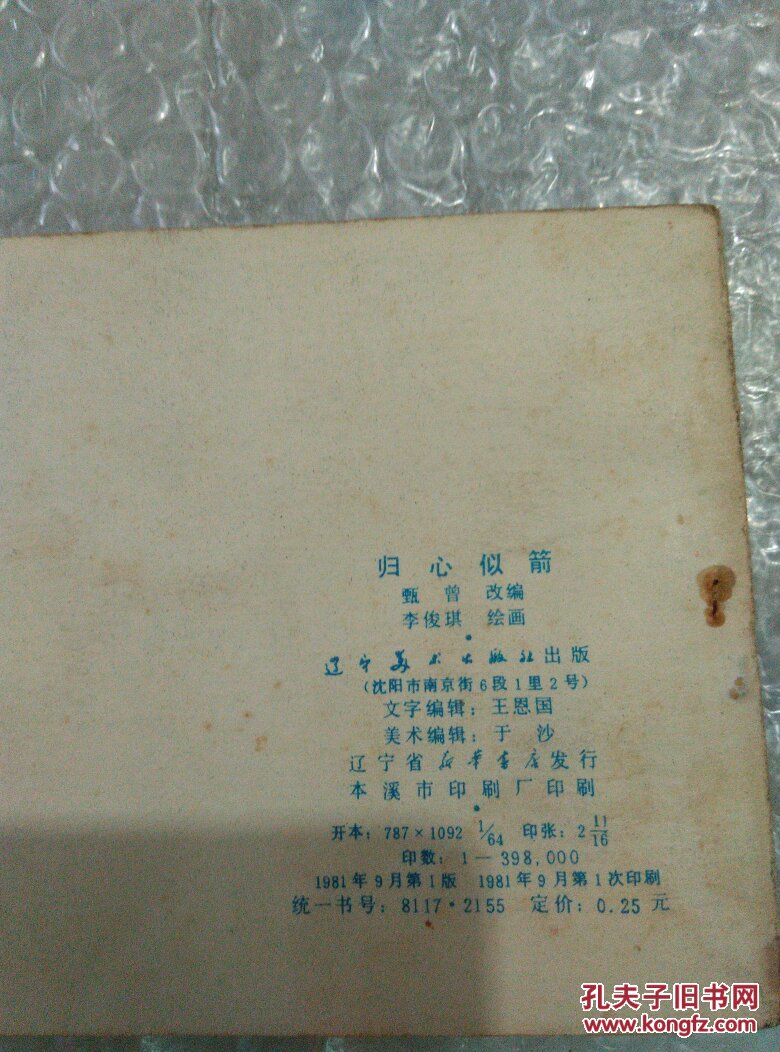 归心似箭
甄曾 改编
李俊琪 绘画
辽宁美术出版社出版
(沈阳市南京街6段1里2号)
文字编辑：王恩国
美术编辑：于沙
辽宁省新华书店发行
本溪市印刷厂印刷
开本：787×1092 1/64 印张：2 11/16
印数：1—398,000
1981年9月第1版 1981年9月第1次印刷
统一书号：8117·2155 定价：0.25元
孔夫子旧书网
www.kongfz.com